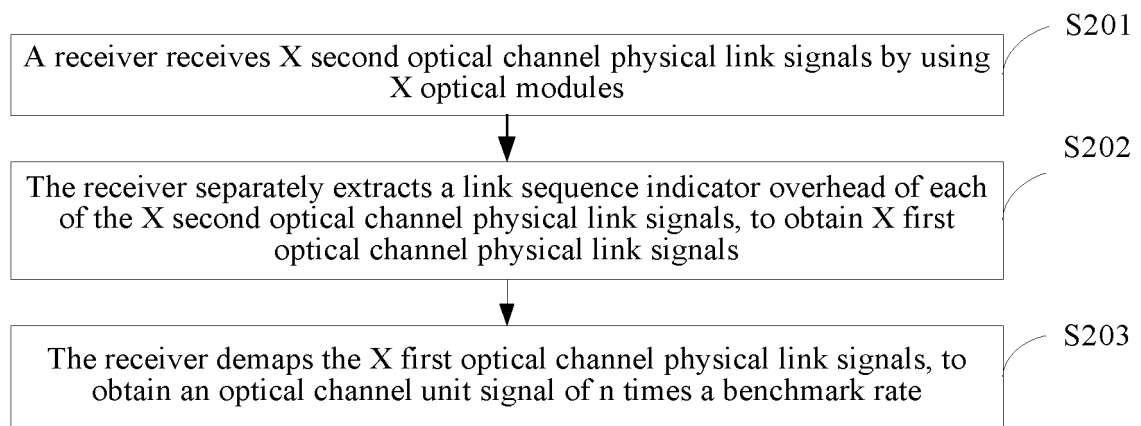 S201
A receiver receives X second optical channel physical link signals by using
X optical modules
S202
The receiver separately extracts a link sequence indicator overhead of each
of the X second optical channel physical link signals, to obtain X first
optical channel physical link signals
S203
The receiver demaps the X first optical channel physical link signals, to
obtain an optical channel unit signal of n times a benchmark rate